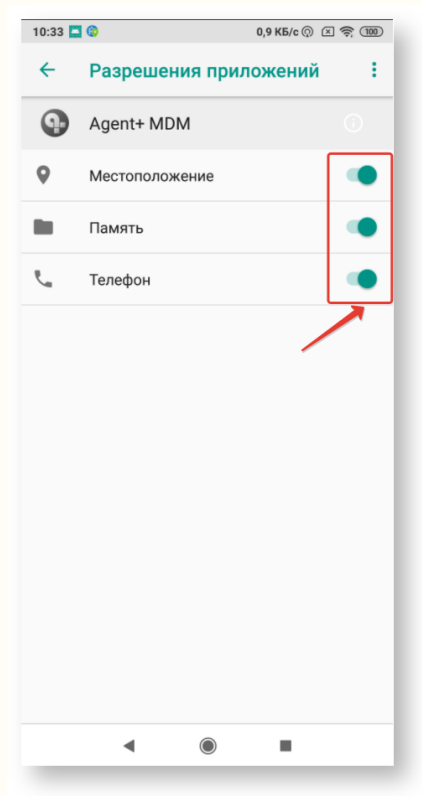 10:33 0,9 КБ/с 100
Разрешения приложений
Agent+ MDM
Местоположение
Память
Телефон